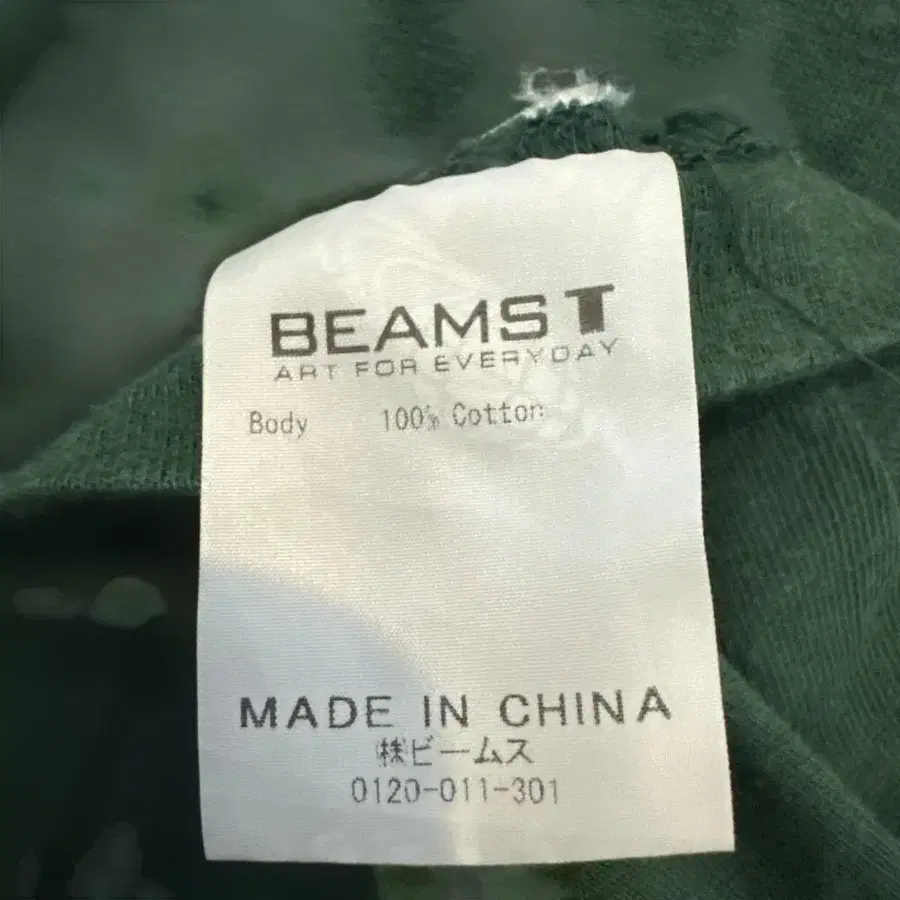 BEAMS T
ART FOR EVERYDAY
Body 100% Cotton
MADE IN CHINA
㈱ビームス
0120-011-301